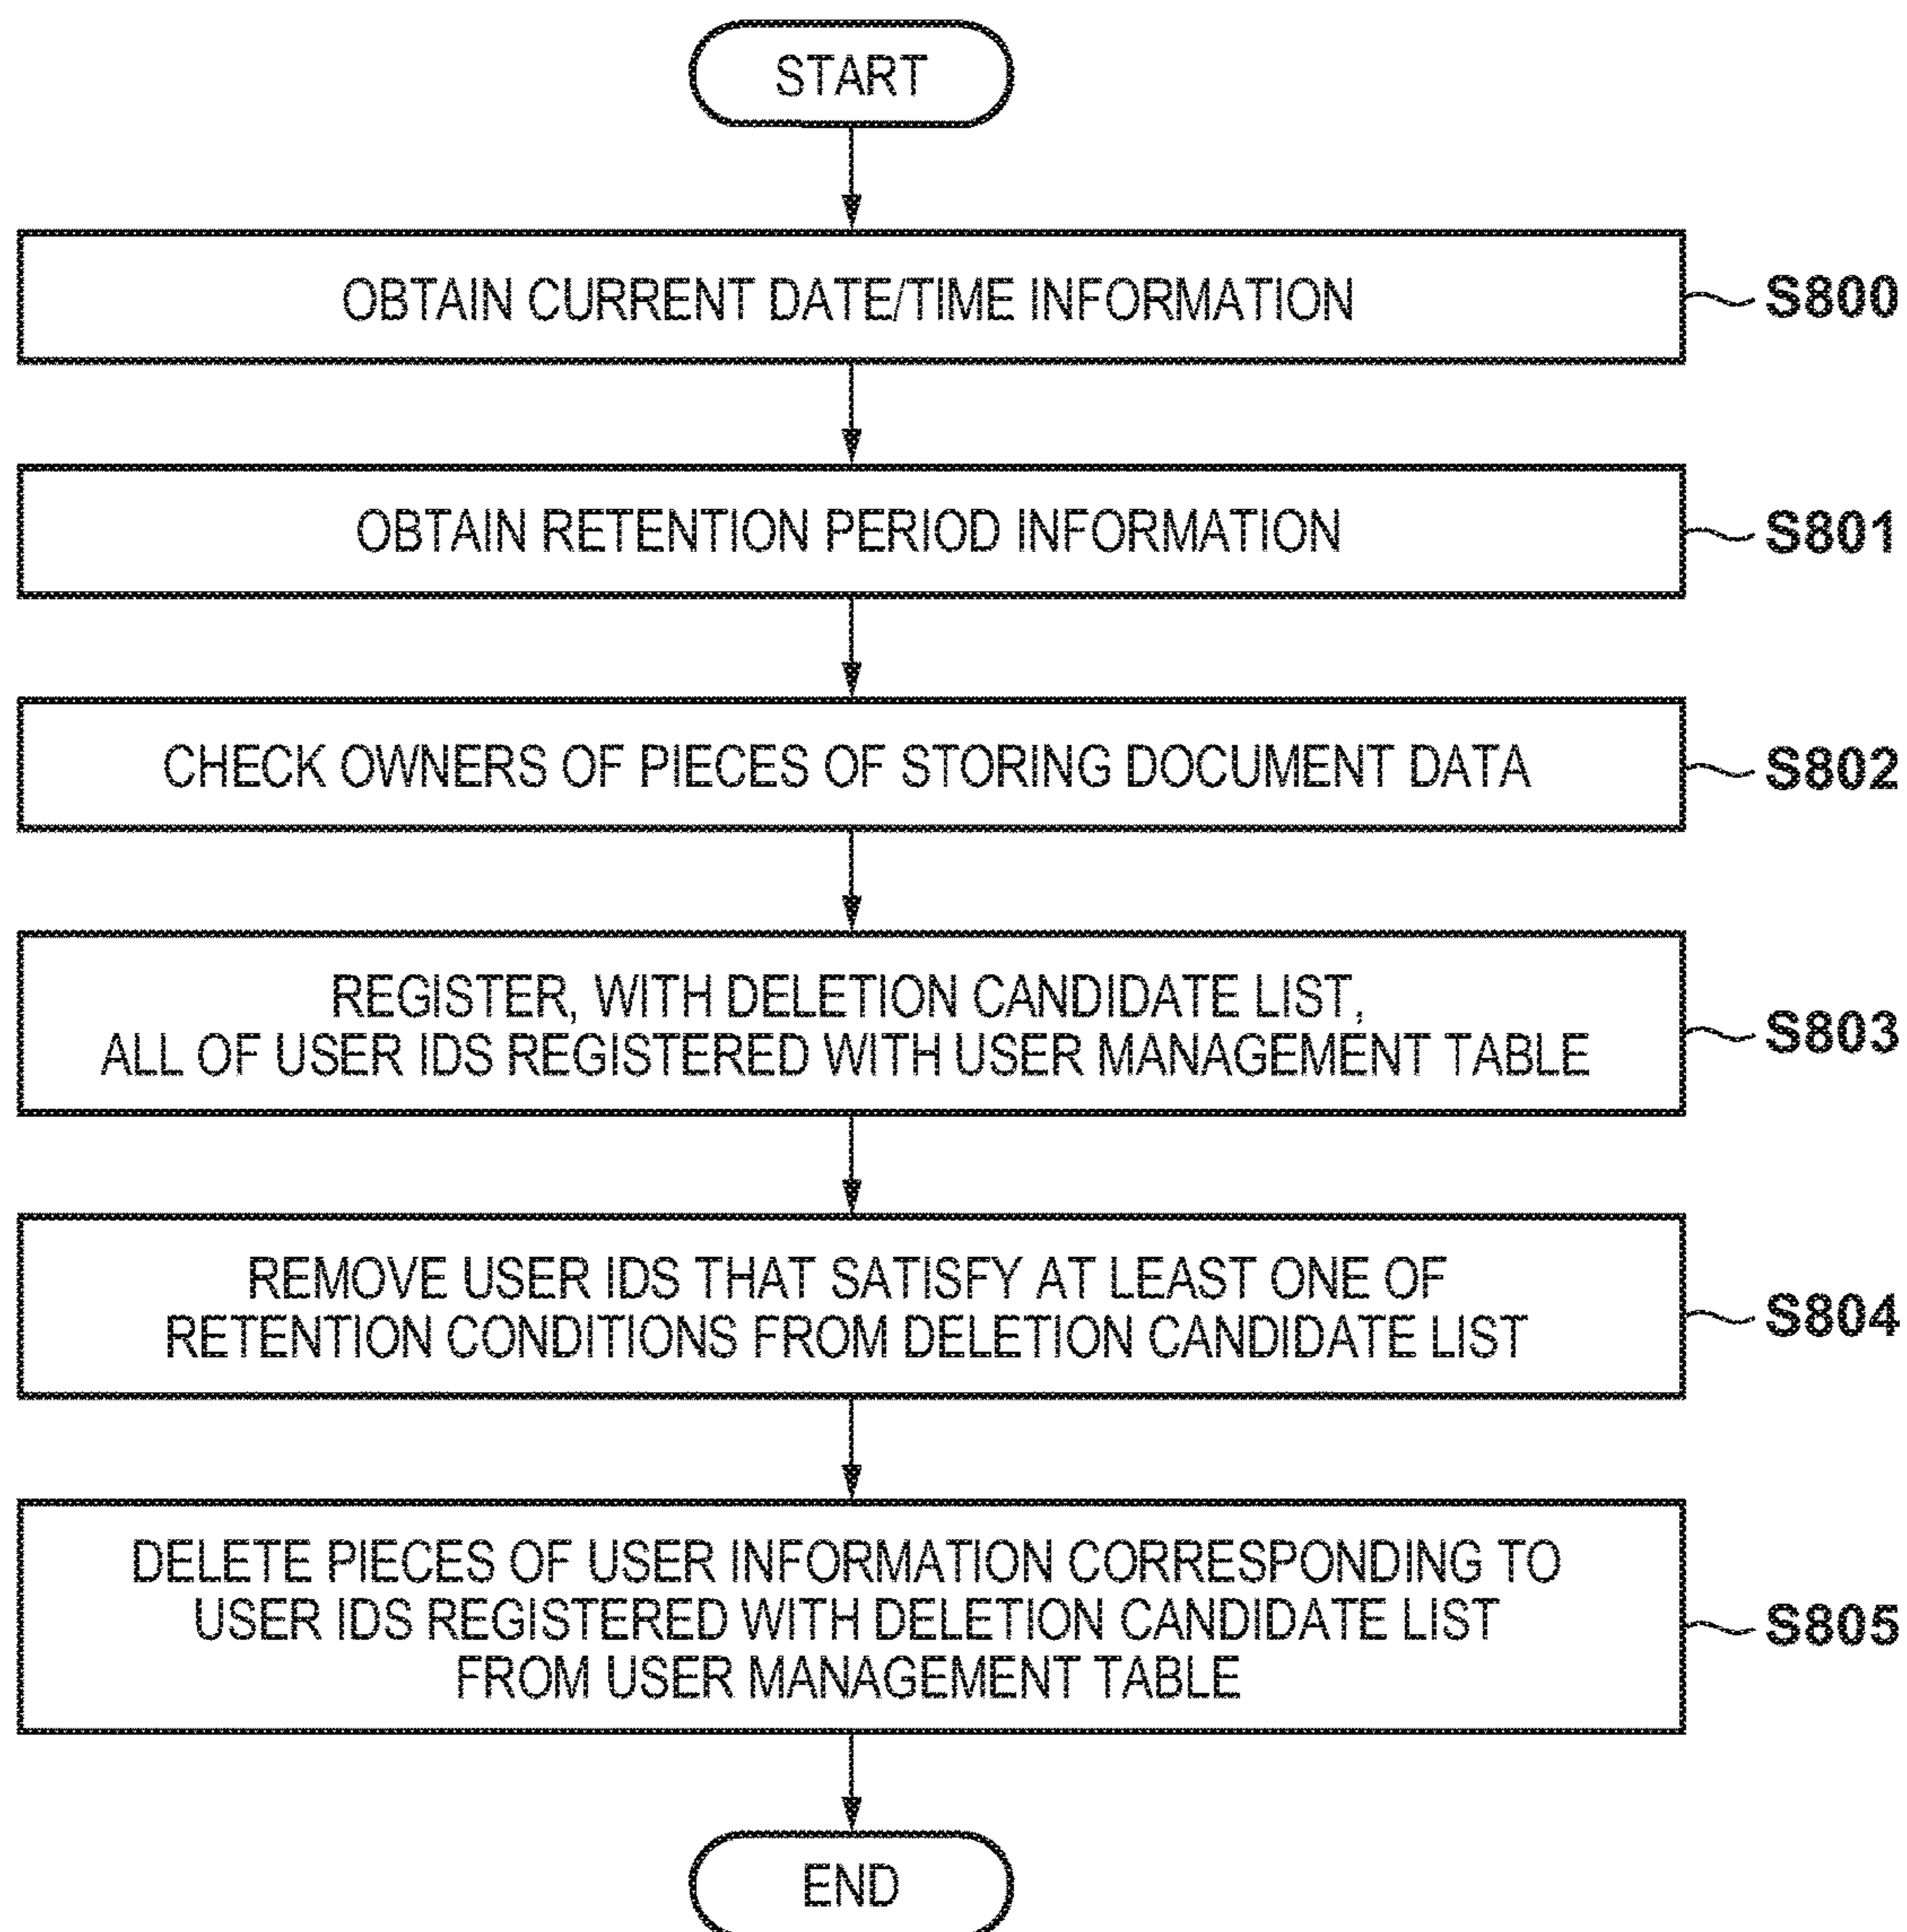 START
OBTAIN CURRENT DATE/TIME INFORMATION
S800
OBTAIN RETENTION PERIOD INFORMATION
S801
CHECK OWNERS OF PIECES OF STORING DOCUMENT DATA
S802
REGISTER, WITH DELETION CANDIDATE LIST,
ALL OF USER IDS REGISTERED WITH USER MANAGEMENT TABLE
S803
REMOVE USER IDS THAT SATISFY AT LEAST ONE OF
RETENTION CONDITIONS FROM DELETION CANDIDATE LIST
S804
DELETE PIECES OF USER INFORMATION CORRESPONDING TO
USER IDS REGISTERED WITH DELETION CANDIDATE LIST
FROM USER MANAGEMENT TABLE
S805
END